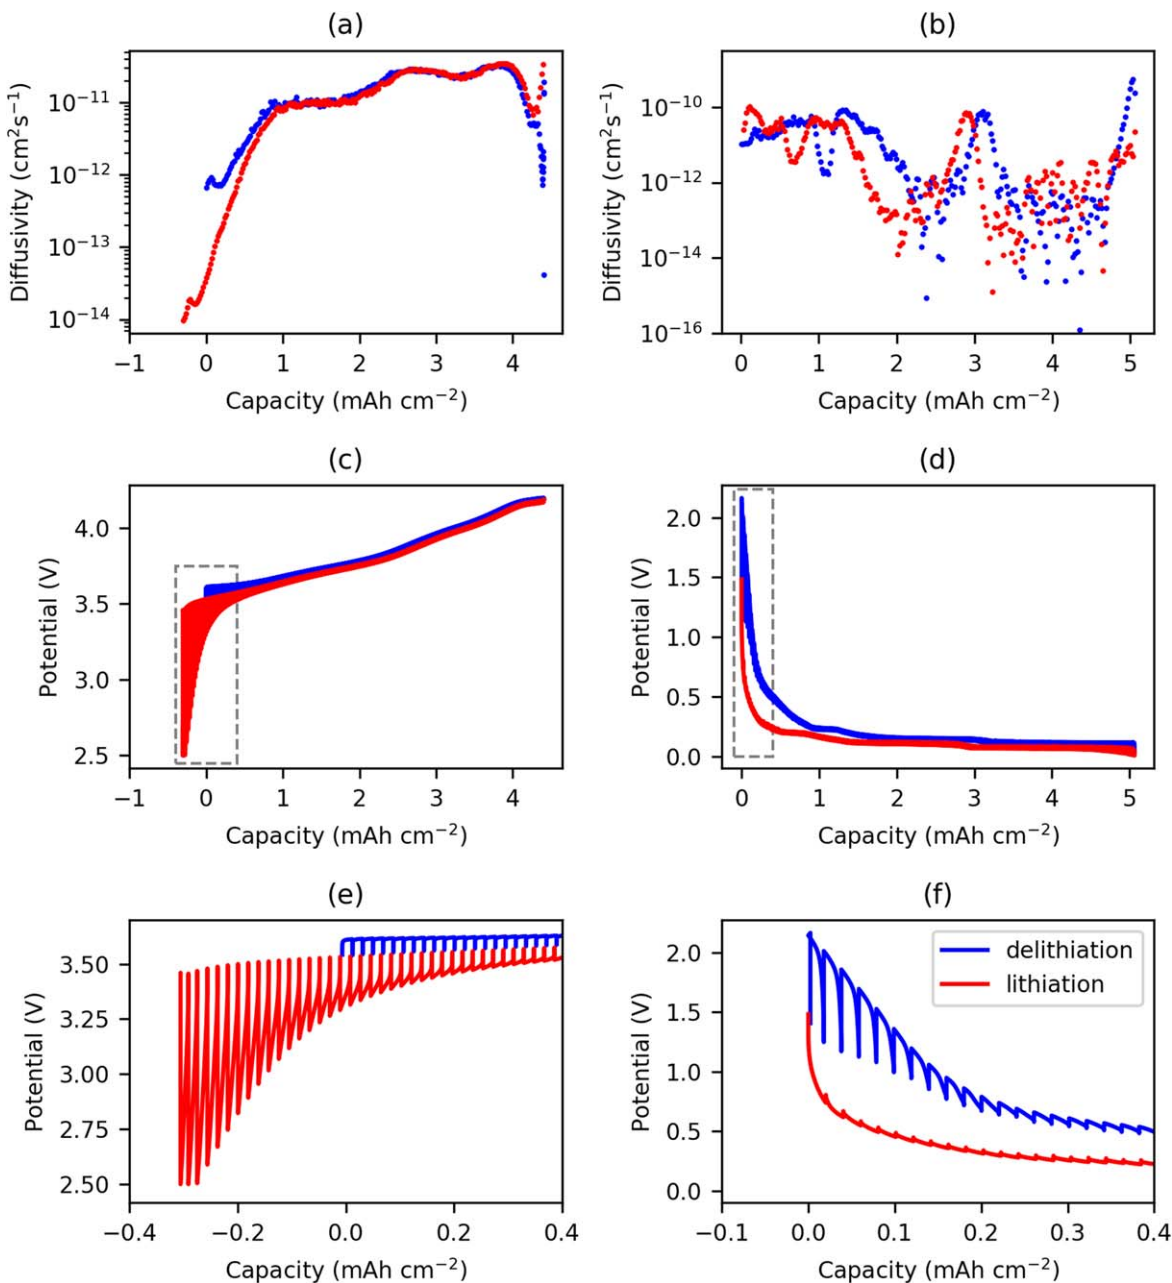 (a)
Diffusivity (cm²s⁻¹)
10⁻¹¹
10⁻¹²
10⁻¹³
10⁻¹⁴
−1 0 1 2 3 4
Capacity (mAh cm⁻²)
(b)
Diffusivity (cm²s⁻¹)
10⁻¹⁰
10⁻¹²
10⁻¹⁴
10⁻¹⁶
0 1 2 3 4 5
Capacity (mAh cm⁻²)
(c)
Potential (V)
4.0
3.5
3.0
2.5
−1 0 1 2 3 4
Capacity (mAh cm⁻²)
(d)
Potential (V)
2.0
1.5
1.0
0.5
0.0
0 1 2 3 4 5
Capacity (mAh cm⁻²)
(e)
Potential (V)
3.50
3.25
3.00
2.75
2.50
−0.4 −0.2 0.0 0.2 0.4
Capacity (mAh cm⁻²)
(f)
Potential (V)
2.0
1.5
1.0
0.5
0.0
−0.1 0.0 0.1 0.2 0.3 0.4
Capacity (mAh cm⁻²)
delithiation
lithiation